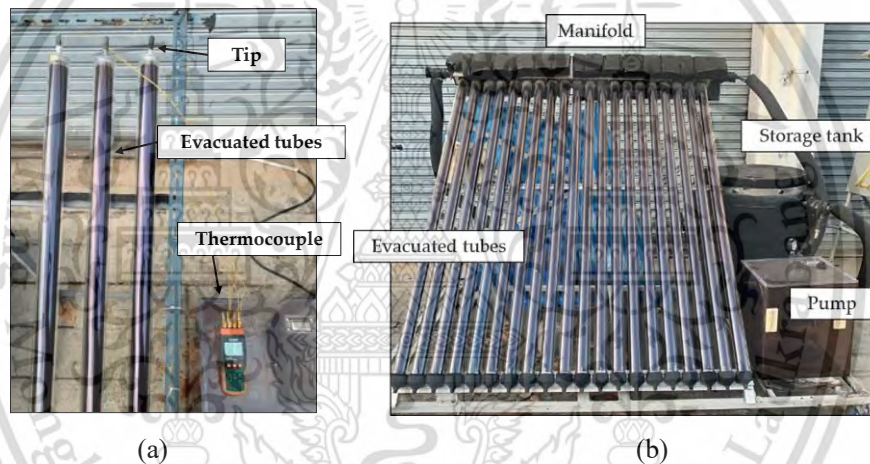 Tip
Evacuated tubes
Thermocouple
Manifold
Storage tank
Evacuated tubes
Pump
(a)
(b)